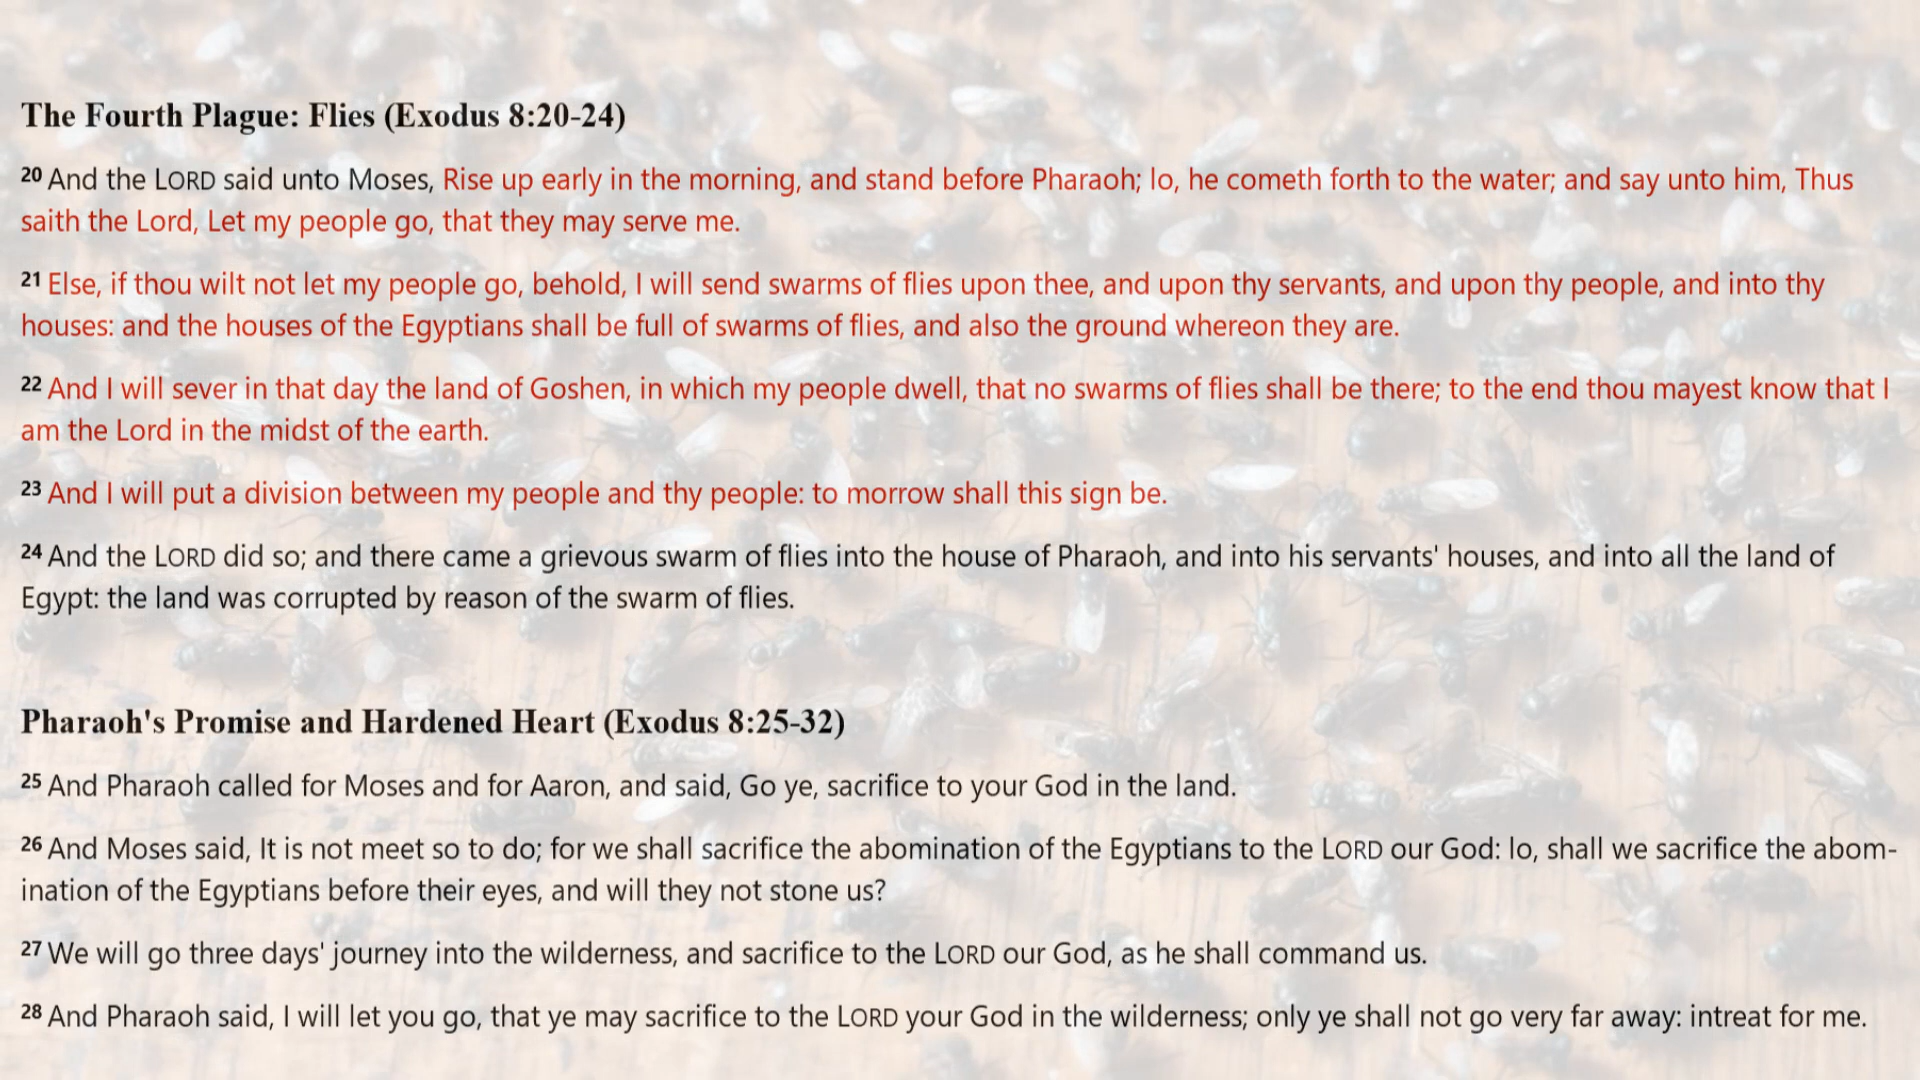 The Fourth Plague: Flies (Exodus 8:20-24)
20 And the LORD said unto Moses, Rise up early in the morning, and stand before Pharaoh; lo, he cometh forth to the water; and say unto him, Thus
saith the Lord, Let my people go, that they may serve me.
21 Else, if thou wilt not let my people go, behold, I will send swarms of flies upon thee, and upon thy servants, and upon thy people, and into thy
houses: and the houses of the Egyptians shall be full of swarms of flies, and also the ground whereon they are.
22 And I will sever in that day the land of Goshen, in which my people dwell, that no swarms of flies shall be there; to the end thou mayest know that I
am the Lord in the midst of the earth.
23 And I will put a division between my people and thy people: to morrow shall this sign be.
24 And the LORD did so; and there came a grievous swarm of flies into the house of Pharaoh, and into his servants' houses, and into all the land of
Egypt: the land was corrupted by reason of the swarm of flies.
Pharaoh's Promise and Hardened Heart (Exodus 8:25-32)
25 And Pharaoh called for Moses and for Aaron, and said, Go ye, sacrifice to your God in the land.
26 And Moses said, It is not meet so to do; for we shall sacrifice the abomination of the Egyptians to the LORD our God: lo, shall we sacrifice the abom-
ination of the Egyptians before their eyes, and will they not stone us?
27 We will go three days' journey into the wilderness, and sacrifice to the LORD our God, as he shall command us.
28 And Pharaoh said, I will let you go, that ye may sacrifice to the LORD your God in the wilderness; only ye shall not go very far away: intreat for me.